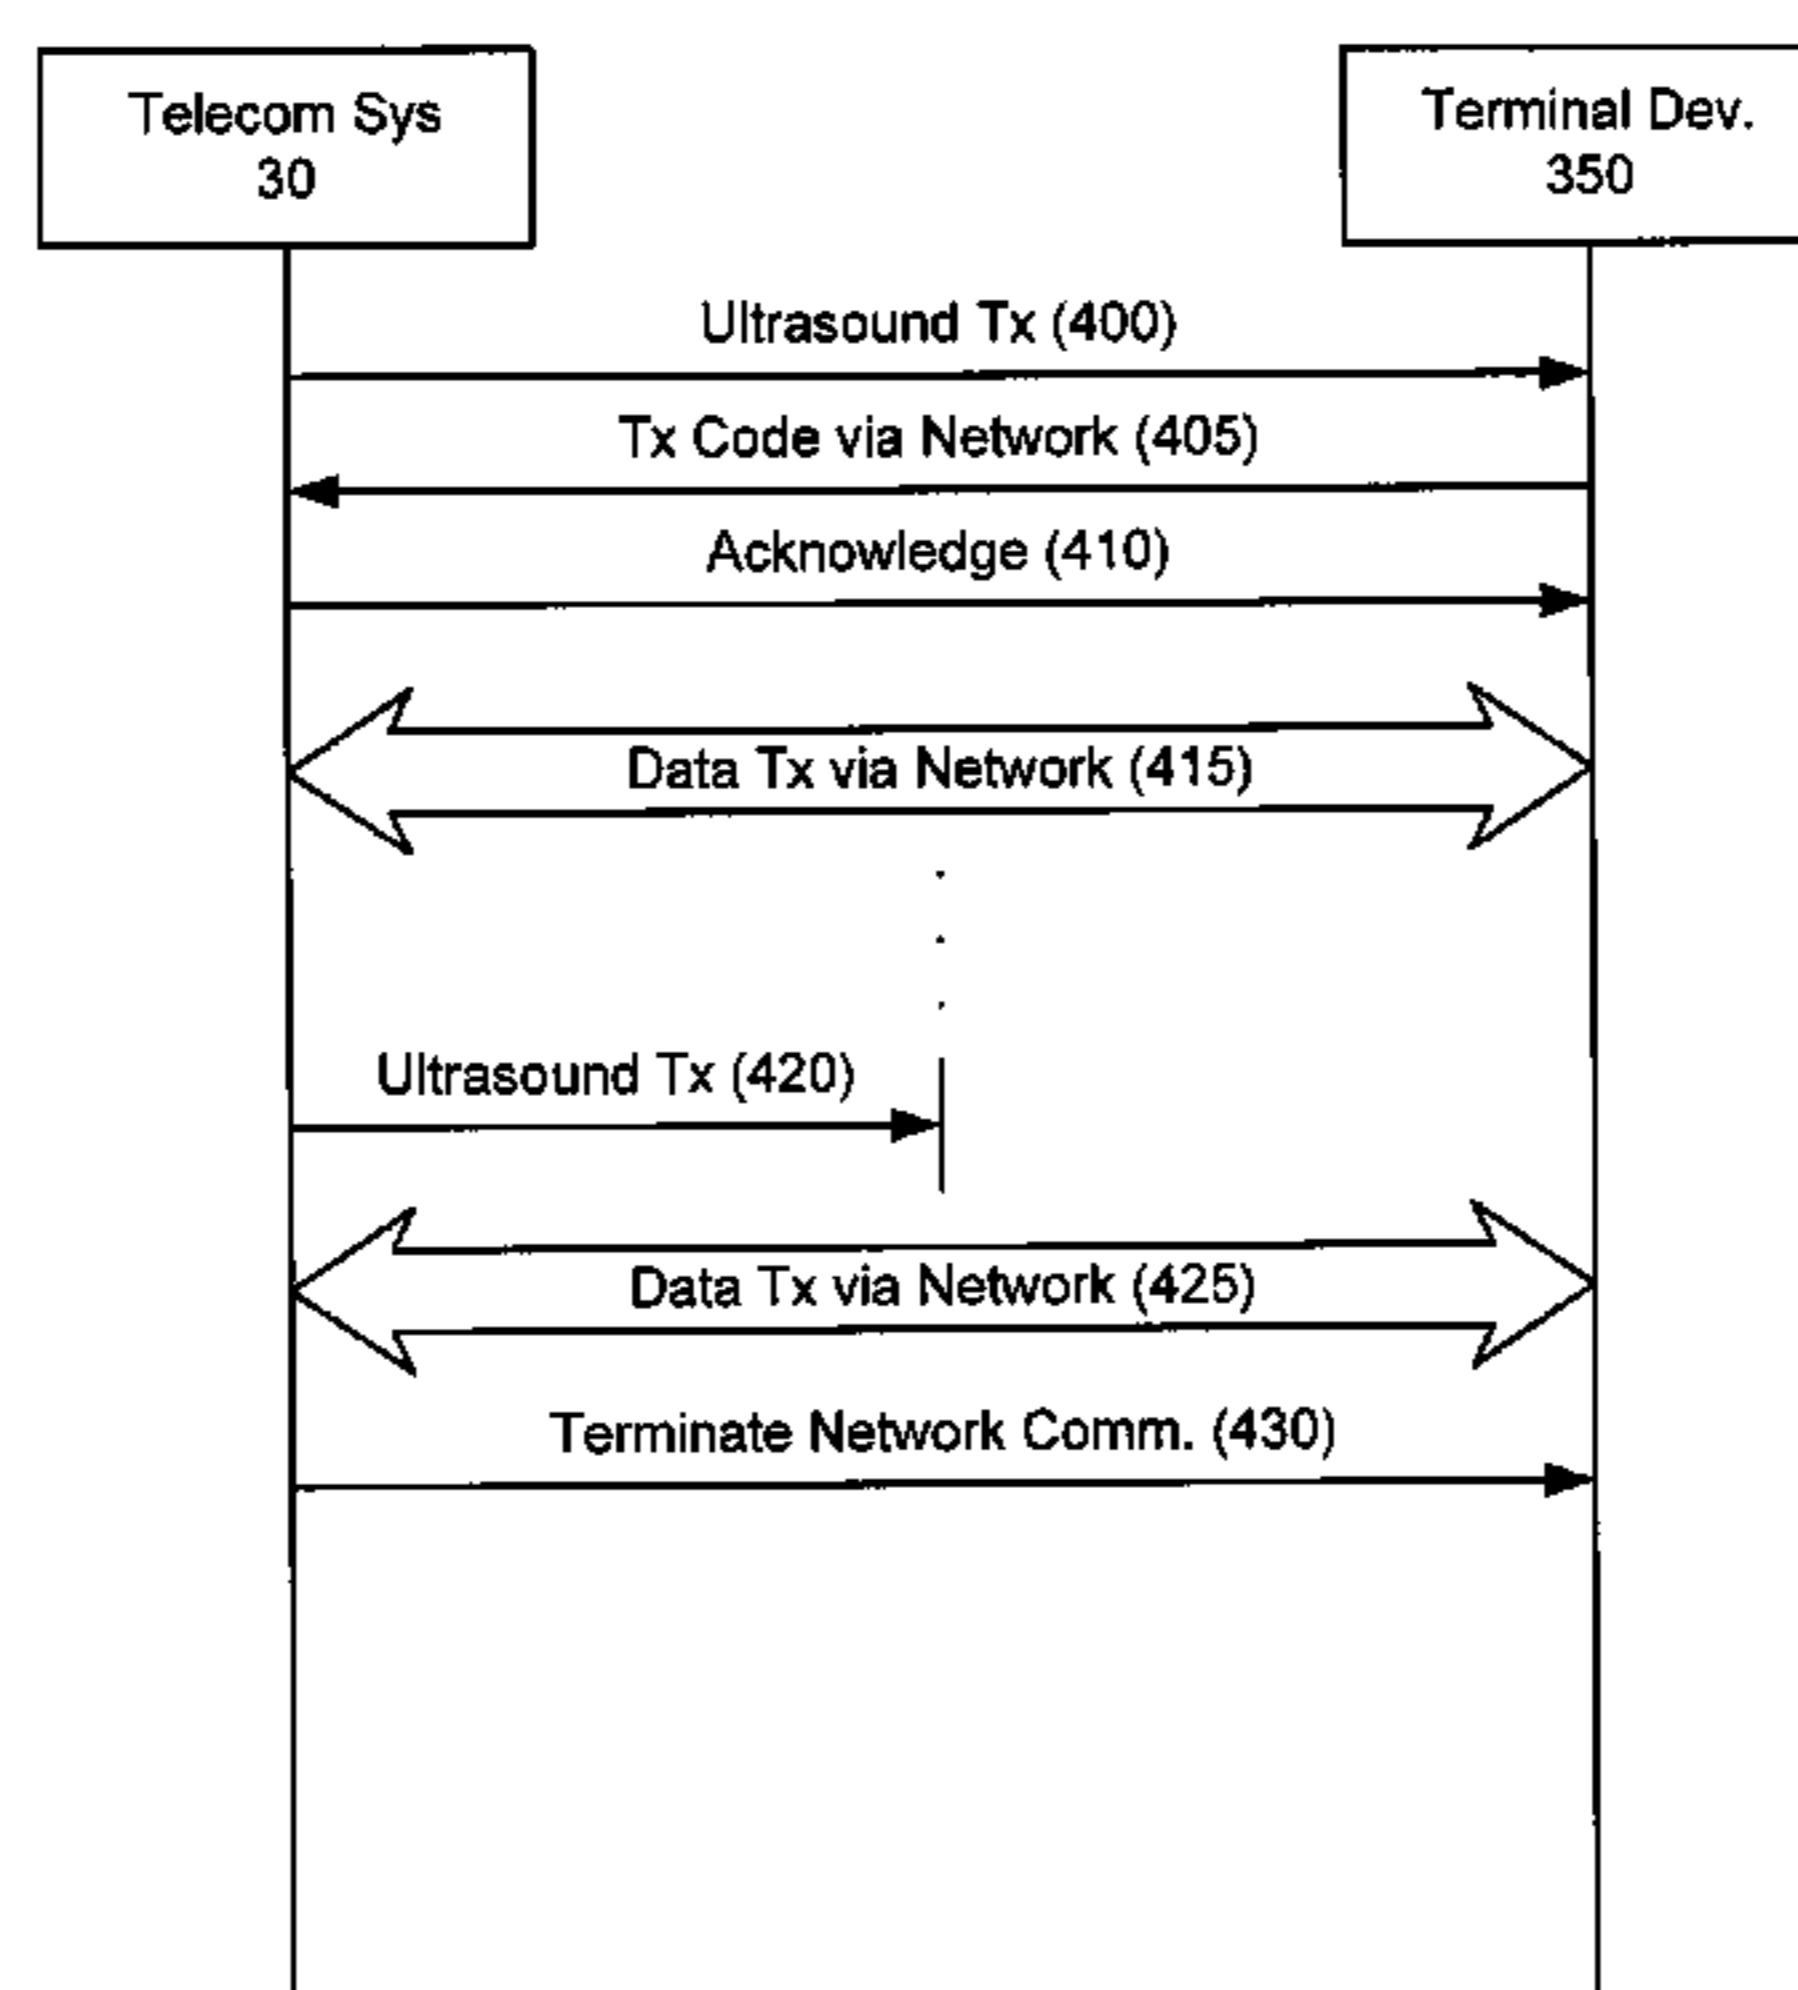 Telecom Sys
30
Terminal Dev.
350
Ultrasound Tx (400)
Tx Code via Network (405)
Acknowledge (410)
Data Tx via Network (415)
Ultrasound Tx (420)
Data Tx via Network (425)
Terminate Network Comm. (430)